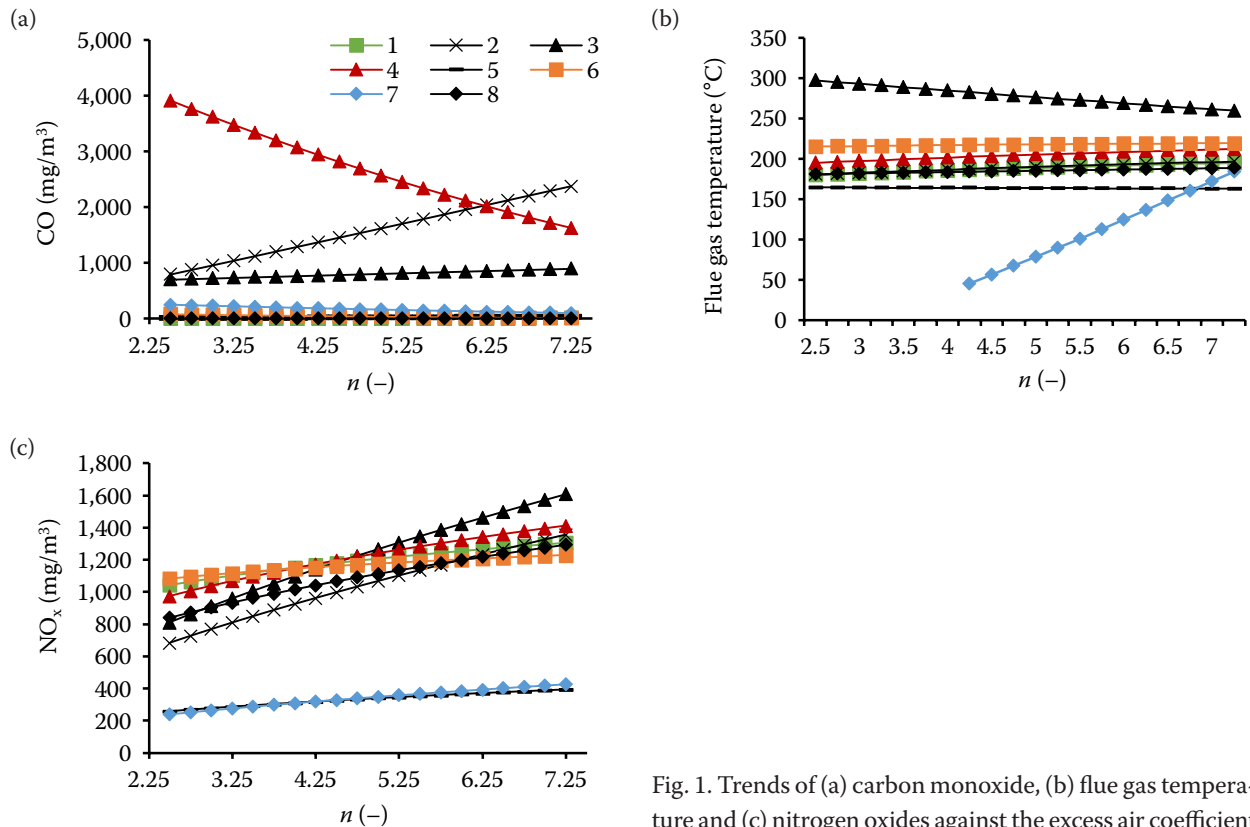 (a)
5,000
4,000
3,000
2,000
1,000
0
CO (mg/m³)
2.25 3.25 4.25 5.25 6.25 7.25
n (–)
1 2 3
4 5 6
7 8
(b)
350
300
250
200
150
100
50
0
Flue gas temperature (°C)
2.5 3 3.5 4 4.5 5 5.5 6 6.5 7
n (–)
(c)
1,800
1,600
1,400
1,200
1,000
800
600
400
200
0
NOₓ (mg/m³)
2.25 3.25 4.25 5.25 6.25 7.25
n (–)
Fig. 1. Trends of (a) carbon monoxide, (b) flue gas tempera-
ture and (c) nitrogen oxides against the excess air coefficient